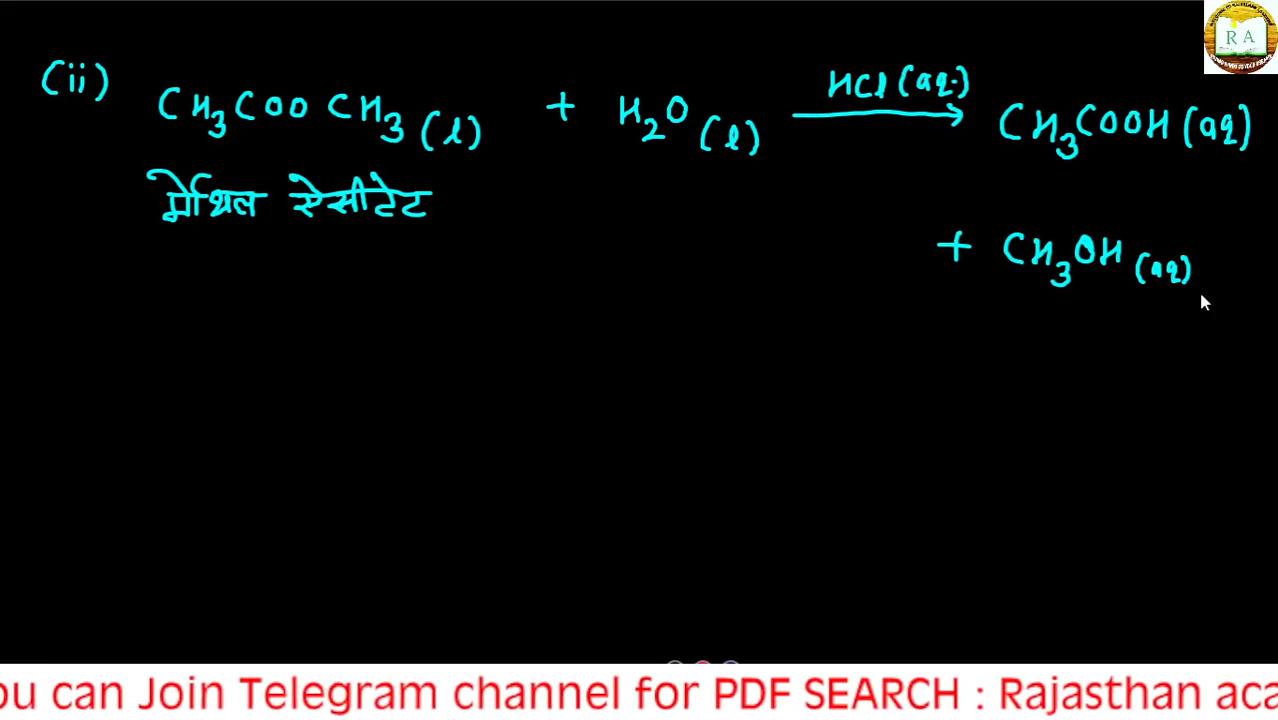 (ii) CH₃COOCH₃(l) + H₂O(l) HCl(aq.) ⟶ CH₃COOH(aq)
मेथिल ऐसीटेट
+ CH₃OH(aq)
R A
ou can Join Telegram channel for PDF SEARCH : Rajasthan aca